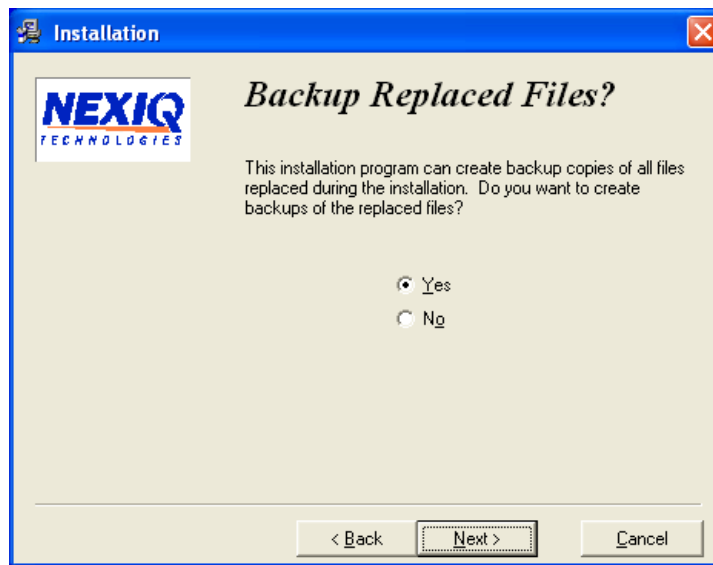 Installation
NEXIQ
TECHNOLOGIES
Backup Replaced Files?
This installation program can create backup copies of all files
replaced during the installation. Do you want to create
backups of the replaced files?
Yes
No
< Back
Next >
Cancel